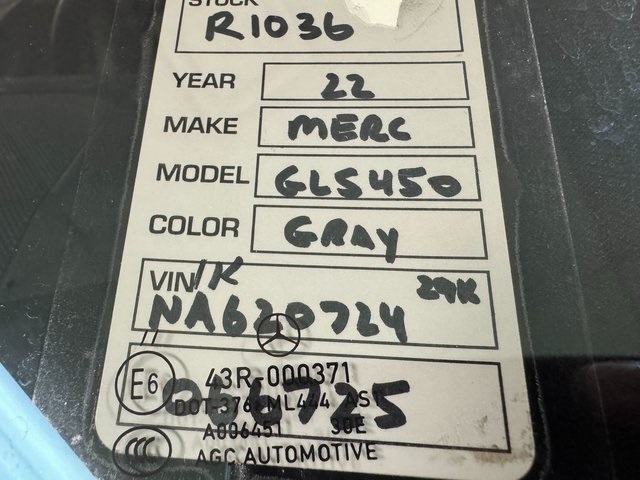 STOCK
R1036
YEAR 22
MAKE MERC
MODEL GLS450
COLOR GRAY
VIN/K 29K
NA620724
E6 43R-000371
AS
A006451
AGC AUTOMOTIVE